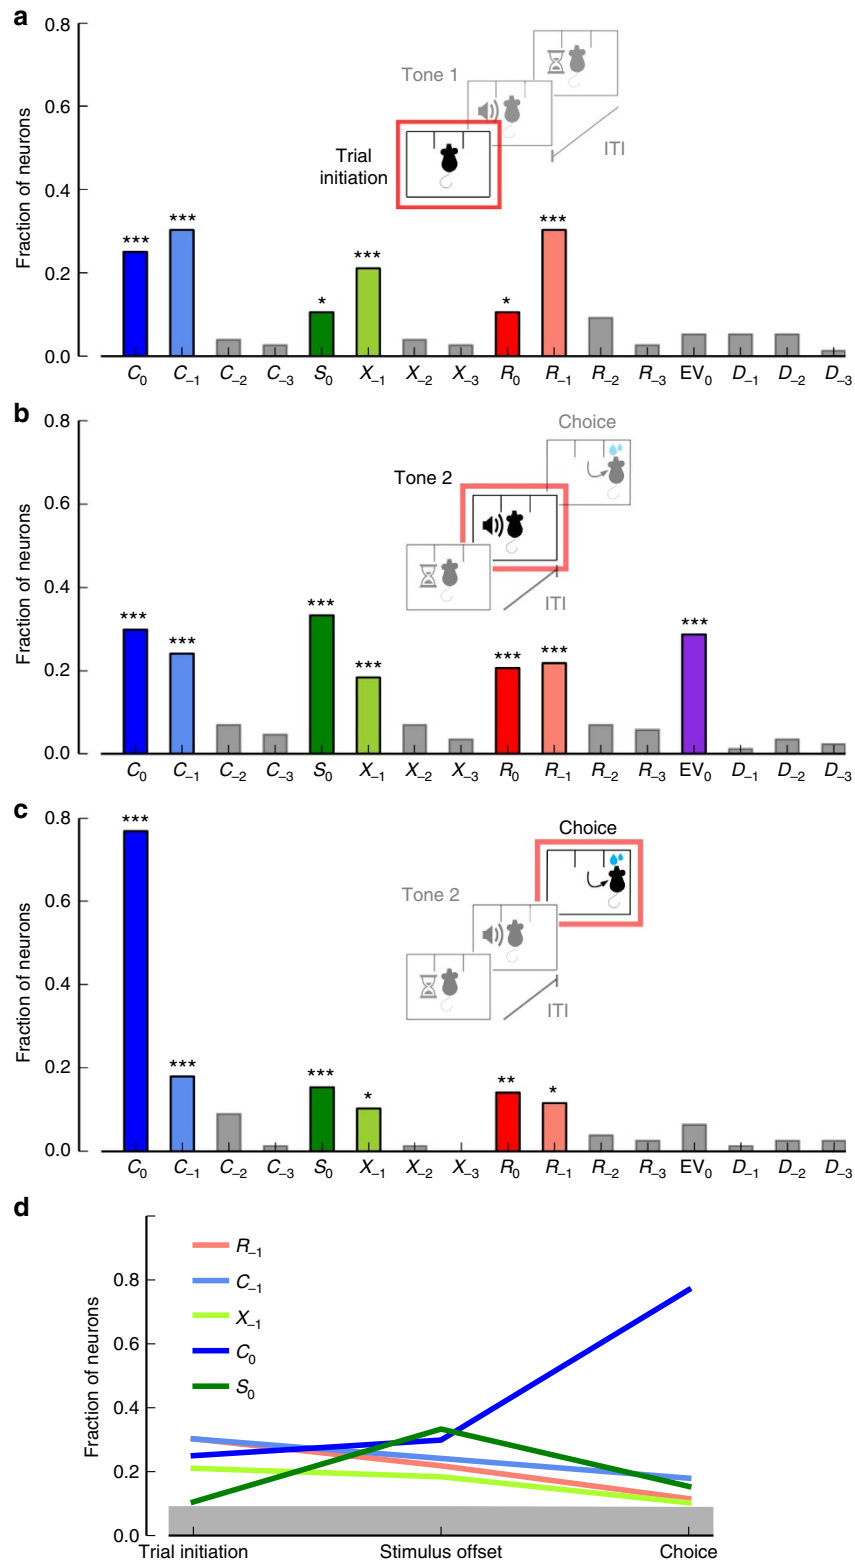 a
0.8
0.6
0.4
0.2
0.0
Fraction of neurons
Tone 1
Trial
initiation
ITI
*** *** * *** * ***
C0 C–1 C–2 C–3 S0 X–1 X–2 X–3 R0 R–1 R–2 R–3 EV0 D–1 D–2 D–3
b
0.8
0.6
0.4
0.2
0.0
Fraction of neurons
Choice
Tone 2
ITI
*** *** *** *** *** *** ***
C0 C–1 C–2 C–3 S0 X–1 X–2 X–3 R0 R–1 R–2 R–3 EV0 D–1 D–2 D–3
c
0.8
0.6
0.4
0.2
0.0
Fraction of neurons
Choice
Tone 2
ITI
*** *** *** * ** *
C0 C–1 C–2 C–3 S0 X–1 X–2 X–3 R0 R–1 R–2 R–3 EV0 D–1 D–2 D–3
d
0.8
0.6
0.4
0.2
0.0
Fraction of neurons
R–1
C–1
X–1
C0
S0
Trial initiation Stimulus offset Choice